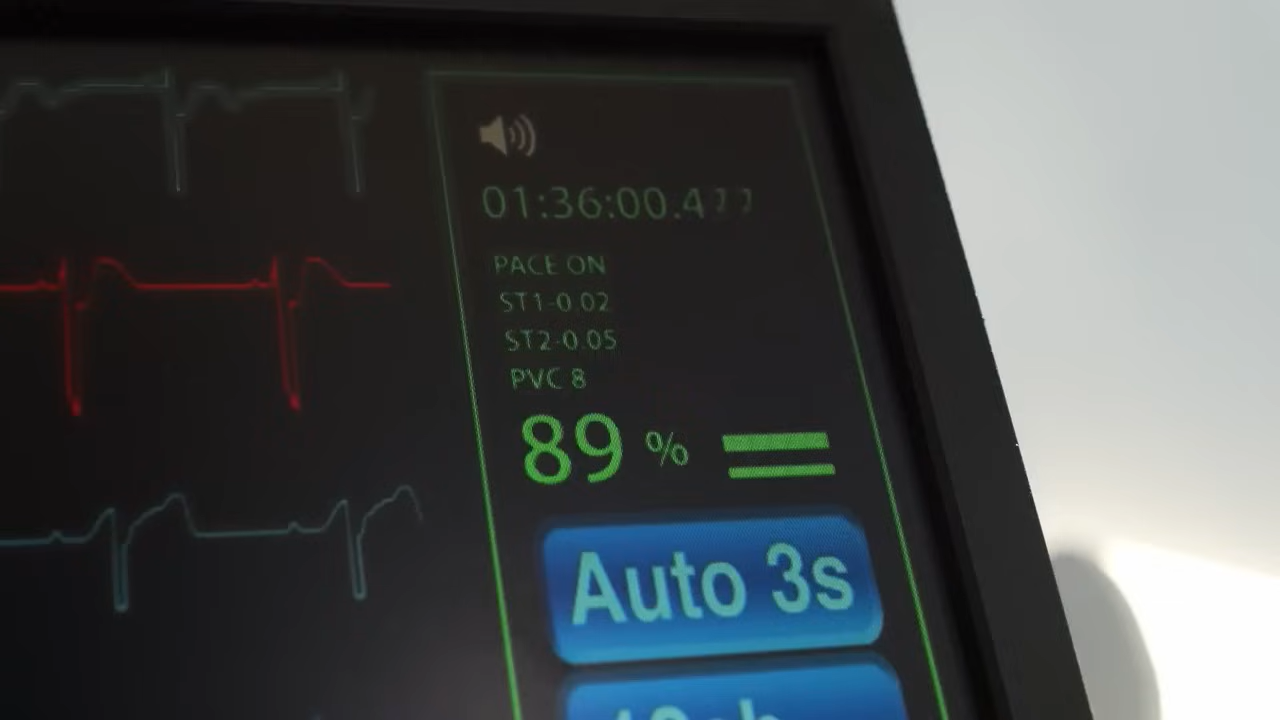 01:36:00.4
PACE ON
ST1-0.02
ST2-0.05
PVC 8
89 %
Auto 3s